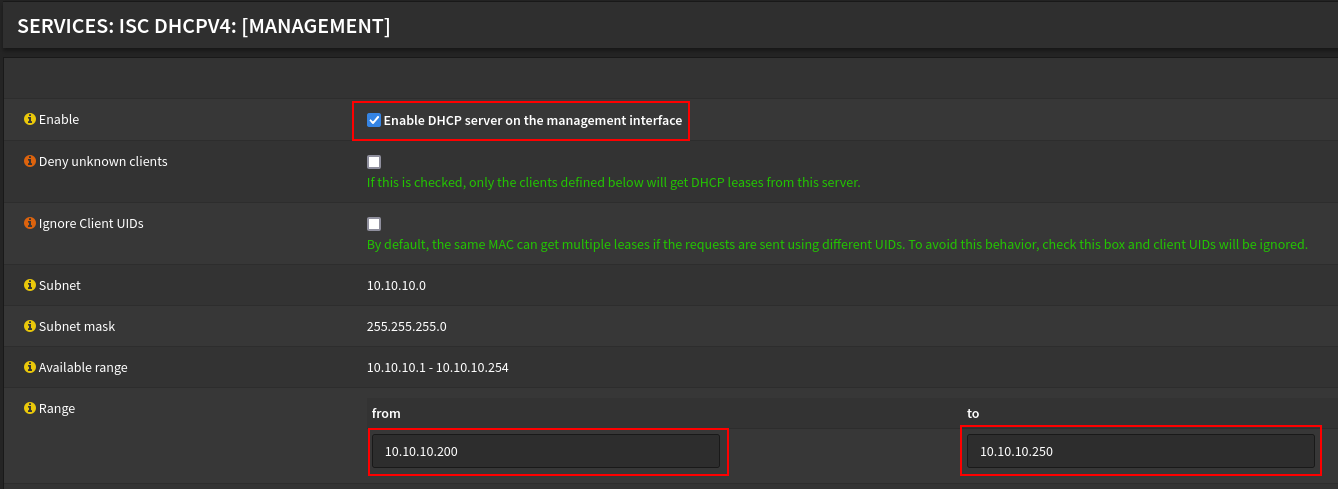 SERVICES: ISC DHCPV4: [MANAGEMENT]
Enable
Enable DHCP server on the management interface
Deny unknown clients
If this is checked, only the clients defined below will get DHCP leases from this server.
Ignore Client UIDs
By default, the same MAC can get multiple leases if the requests are sent using different UIDs. To avoid this behavior, check this box and client UIDs will be ignored.
Subnet
10.10.10.0
Subnet mask
255.255.255.0
Available range
10.10.10.1 - 10.10.10.254
Range
from
to
10.10.10.200
10.10.10.250